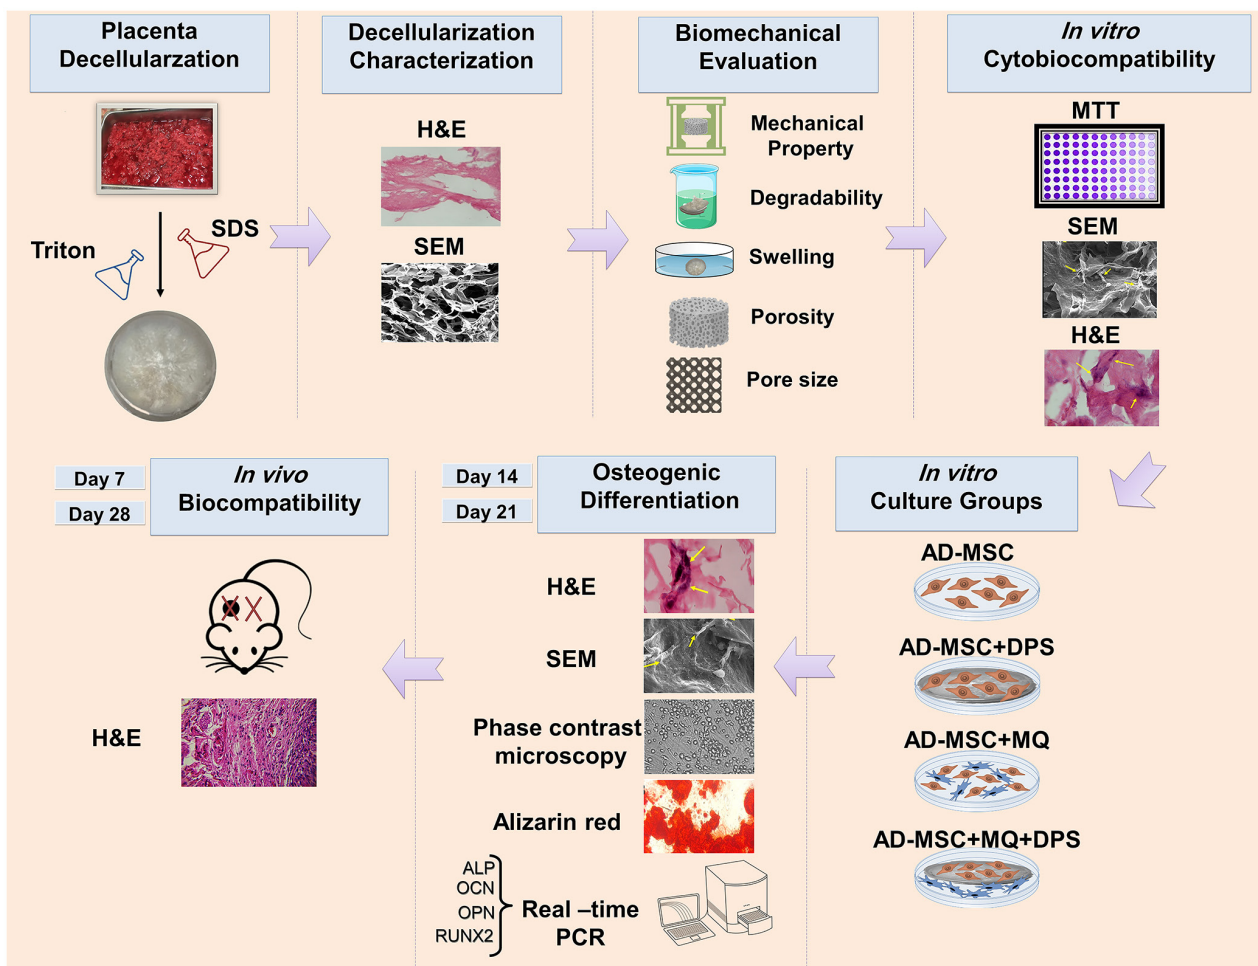 Placenta
Decellularzation
Triton
SDS
Decellularization
Characterization
H&E
SEM
Biomechanical
Evaluation
Mechanical
Property
Degradability
Swelling
Porosity
Pore size
In vitro
Cytobiocompatibility
MTT
SEM
H&E
In vitro
Culture Groups
AD-MSC
AD-MSC+DPS
AD-MSC+MQ
AD-MSC+MQ+DPS
Day 14
Day 21
Osteogenic
Differentiation
H&E
SEM
Phase contrast
microscopy
Alizarin red
ALP
OCN
OPN
RUNX2
Real –time
PCR
Day 7
Day 28
In vivo
Biocompatibility
H&E